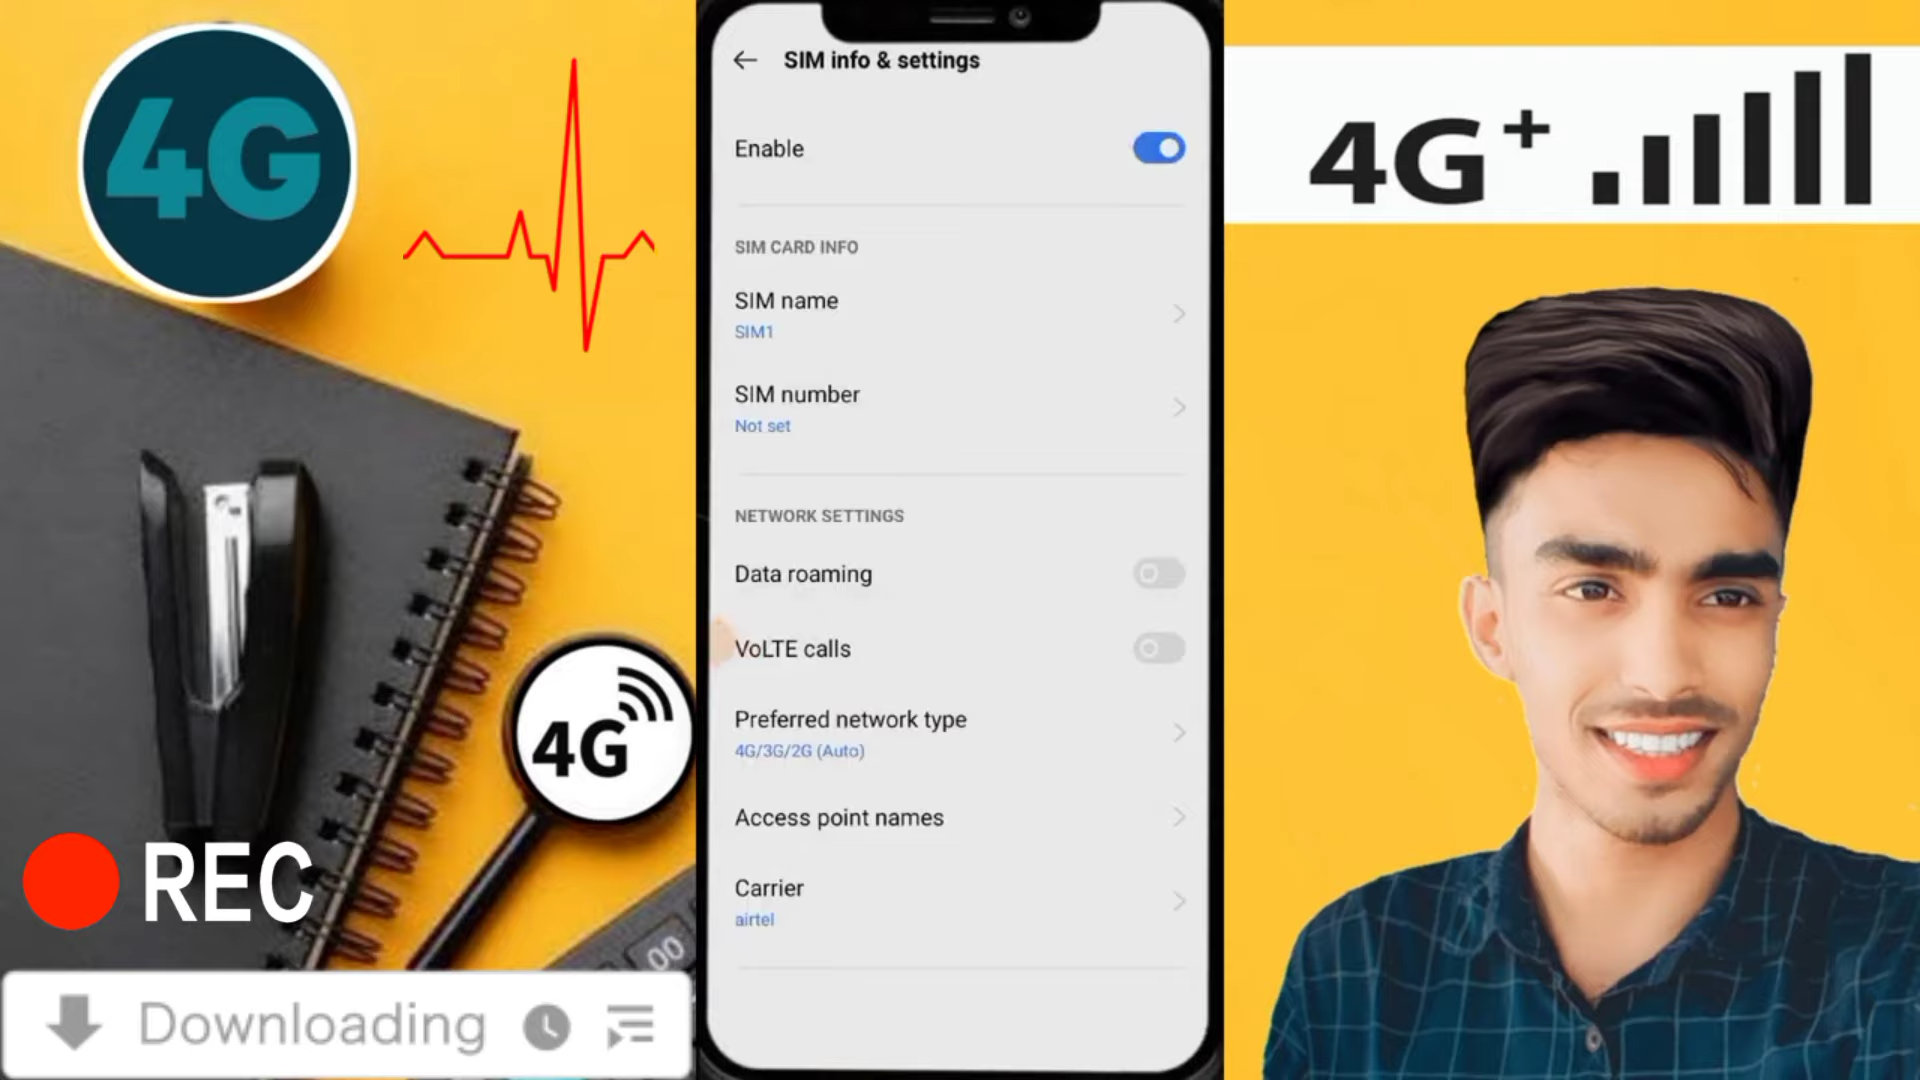 4G
4G
REC
Downloading
00
SIM info & settings
Enable
SIM CARD INFO
SIM name
SIM1
SIM number
Not set
NETWORK SETTINGS
Data roaming
VoLTE calls
Preferred network type
4G/3G/2G (Auto)
Access point names
Carrier
airtel
4G+